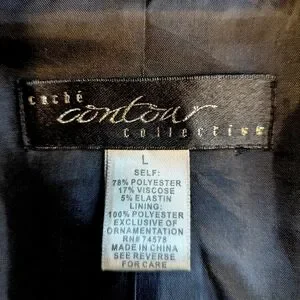 caché
contour
collection
L
SELF:
78% POLYESTER
17% VISCOSE
5% ELASTIN
LINING:
100% POLYESTER
EXCLUSIVE OF
ORNAMENTATION
RN# 74578
MADE IN CHINA
SEE REVERSE
FOR CARE